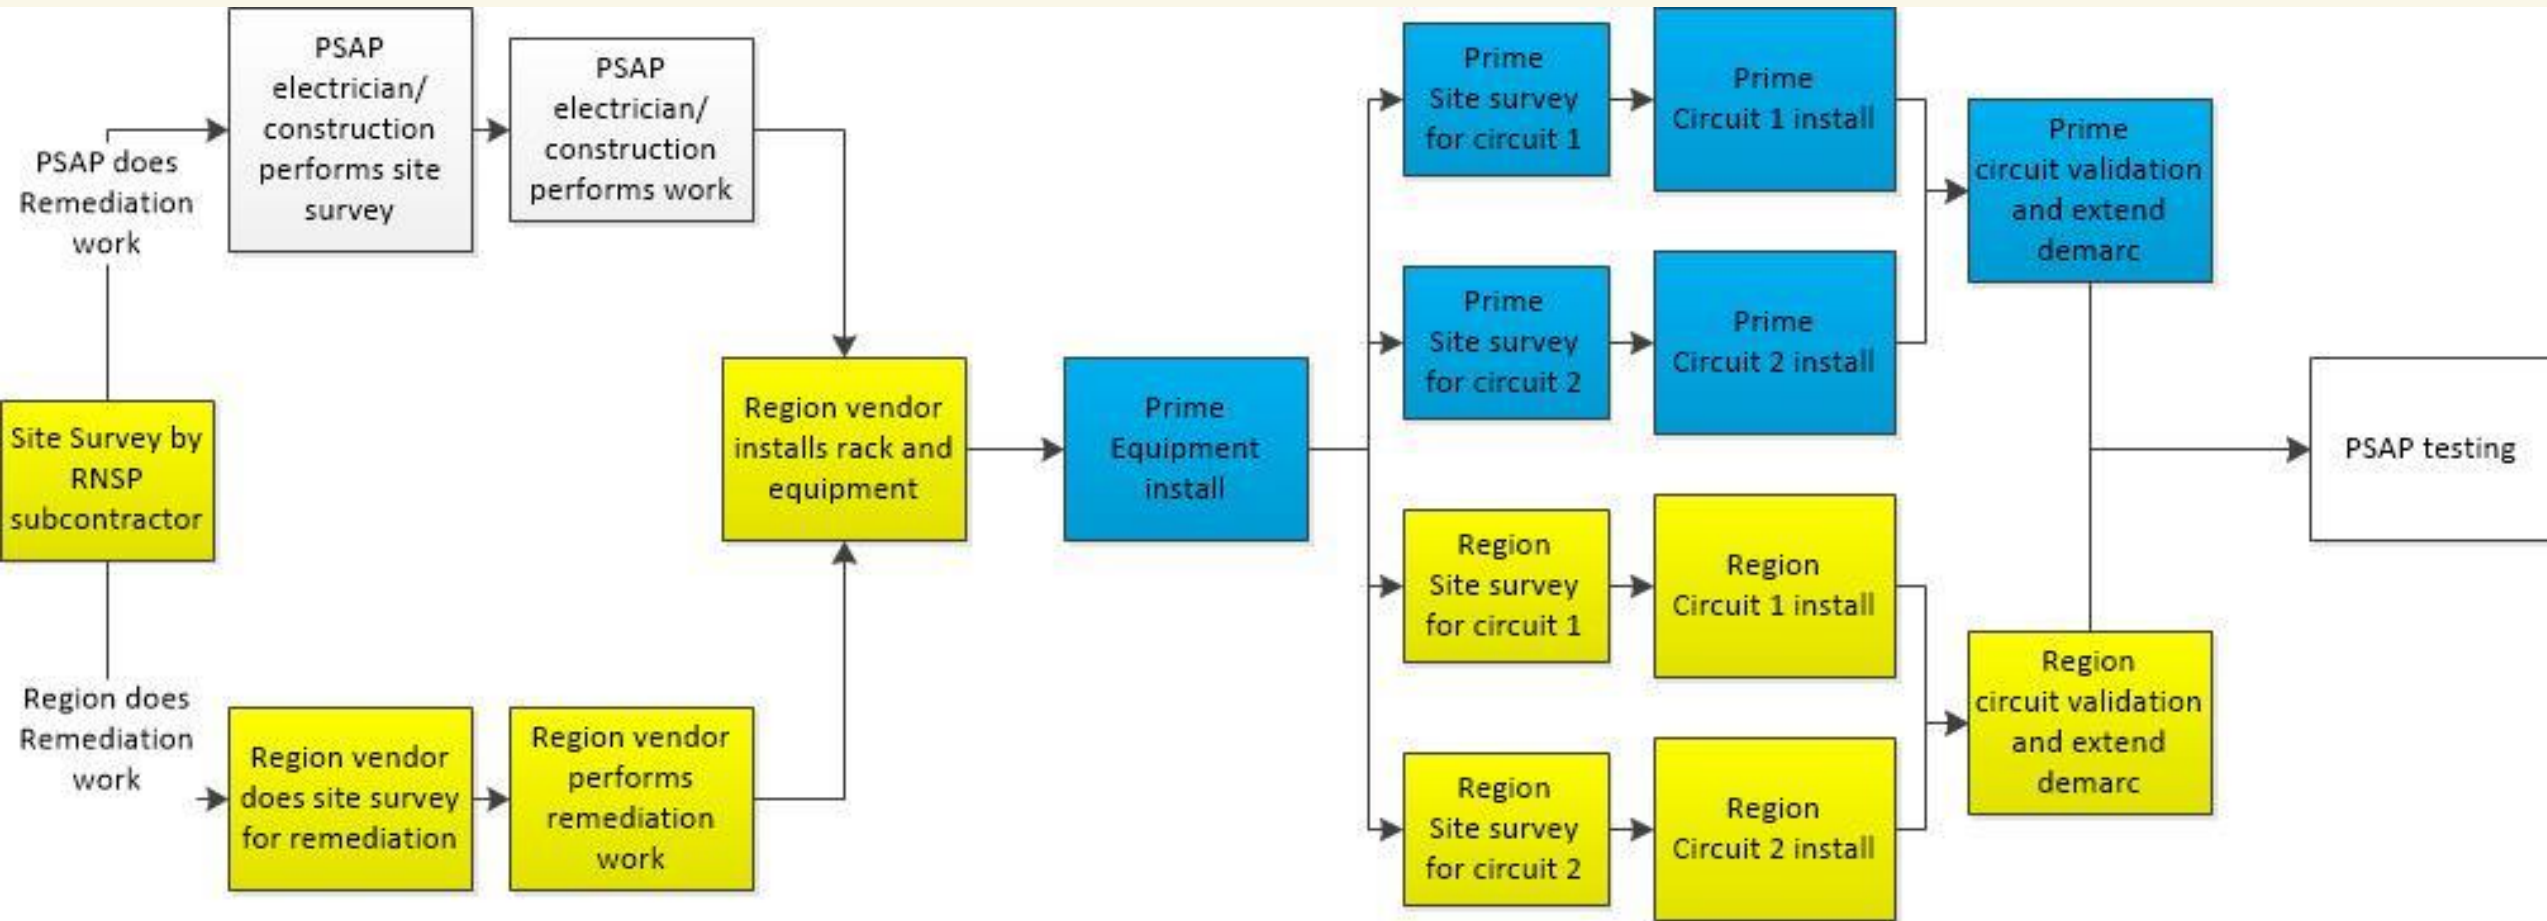 PSAP does
Remediation
work
PSAP
electrician/
construction
performs site
survey
PSAP
electrician/
construction
performs work
Site Survey by
RNSP
subcontractor
Region does
Remediation
work
Region vendor
does site survey
for remediation
Region vendor
performs
remediation
work
Region vendor
installs rack and
equipment
Prime
Equipment
install
Prime
Site survey
for circuit 1
Prime
Circuit 1 install
Prime
Site survey
for circuit 2
Prime
Circuit 2 install
Prime
circuit validation
and extend
demarc
Region
Site survey
for circuit 1
Region
Circuit 1 install
Region
Site survey
for circuit 2
Region
Circuit 2 install
Region
circuit validation
and extend
demarc
PSAP testing